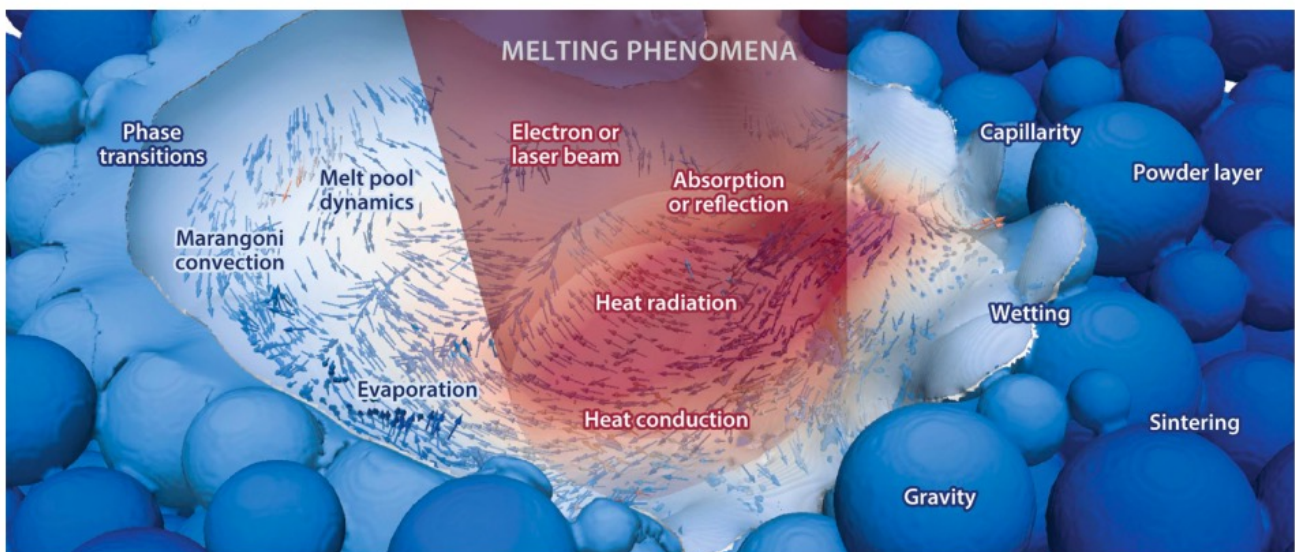 MELTING PHENOMENA
Phase
transitions
Electron or
laser beam
Capillarity
Powder layer
Melt pool
dynamics
Absorption
or reflection
Marangoni
convection
Heat radiation
Wetting
Evaporation
Heat conduction
Sintering
Gravity